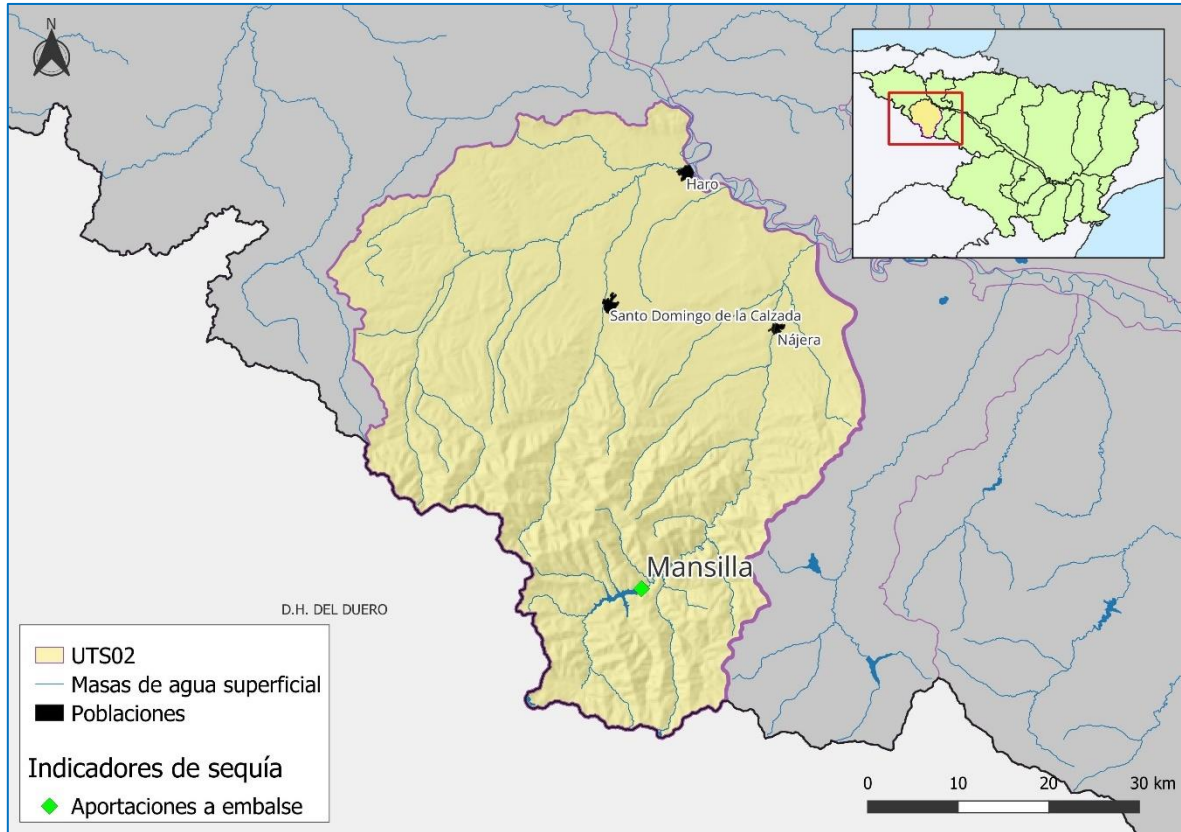 N
Haro
Santo Domingo de la Calzada
Nájera
Mansilla
D.H. DEL DUERO
UTS02
Masas de agua superficial
Poblaciones
Indicadores de sequía
Aportaciones a embalse
0 10 20 30 km